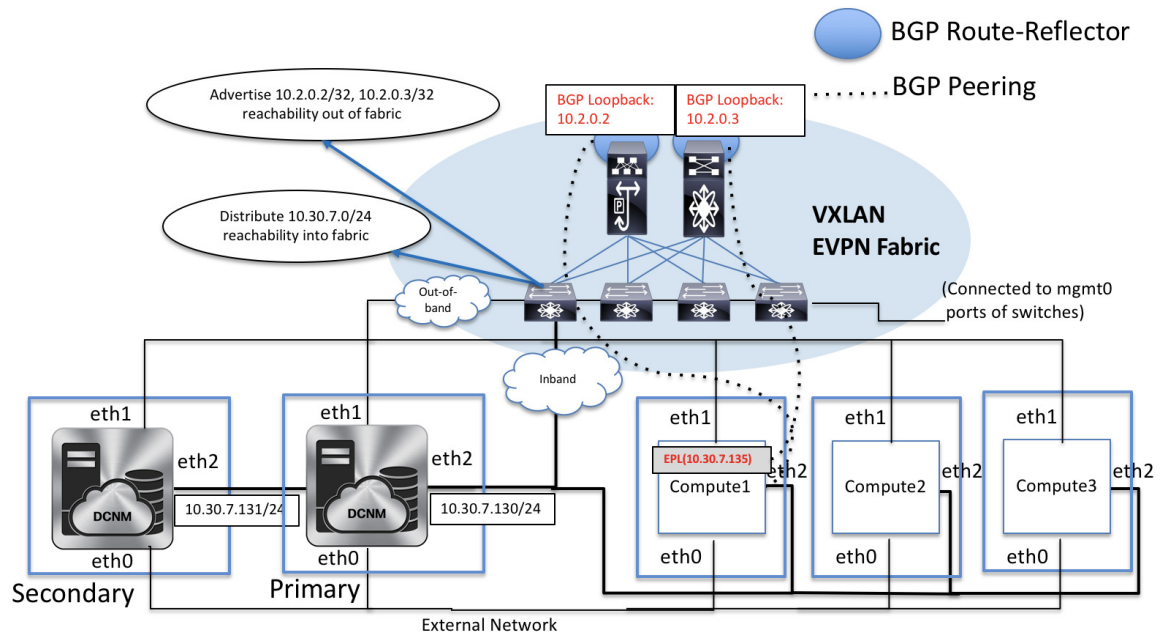 BGP Route-Reflector
BGP Peering
Advertise 10.2.0.2/32, 10.2.0.3/32
reachability out of fabric
BGP Loopback:
10.2.0.2
BGP Loopback:
10.2.0.3
Distribute 10.30.7.0/24
reachability into fabric
P
VXLAN
EVPN Fabric
Out-of-
band
(Connected to mgmt0
ports of switches)
Inband
eth1
eth2
DCNM
10.30.7.131/24
eth0
Secondary
eth1
eth2
DCNM
10.30.7.130/24
eth0
Primary
eth1
EPL(10.30.7.135)
eth2
Compute1
eth0
eth1
eth2
Compute2
eth0
eth1
eth2
Compute3
eth0
External Network